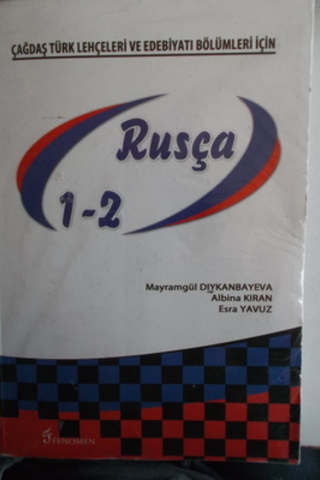 ÇAĞDAŞ TÜRK LEHÇELERİ VE EDEBİYATI BÖLÜMLERİ İÇİN
Rusça
1-2
Mayramgül DIYKANBAYEVA
Albina KIRAN
Esra YAVUZ
FENOMEN